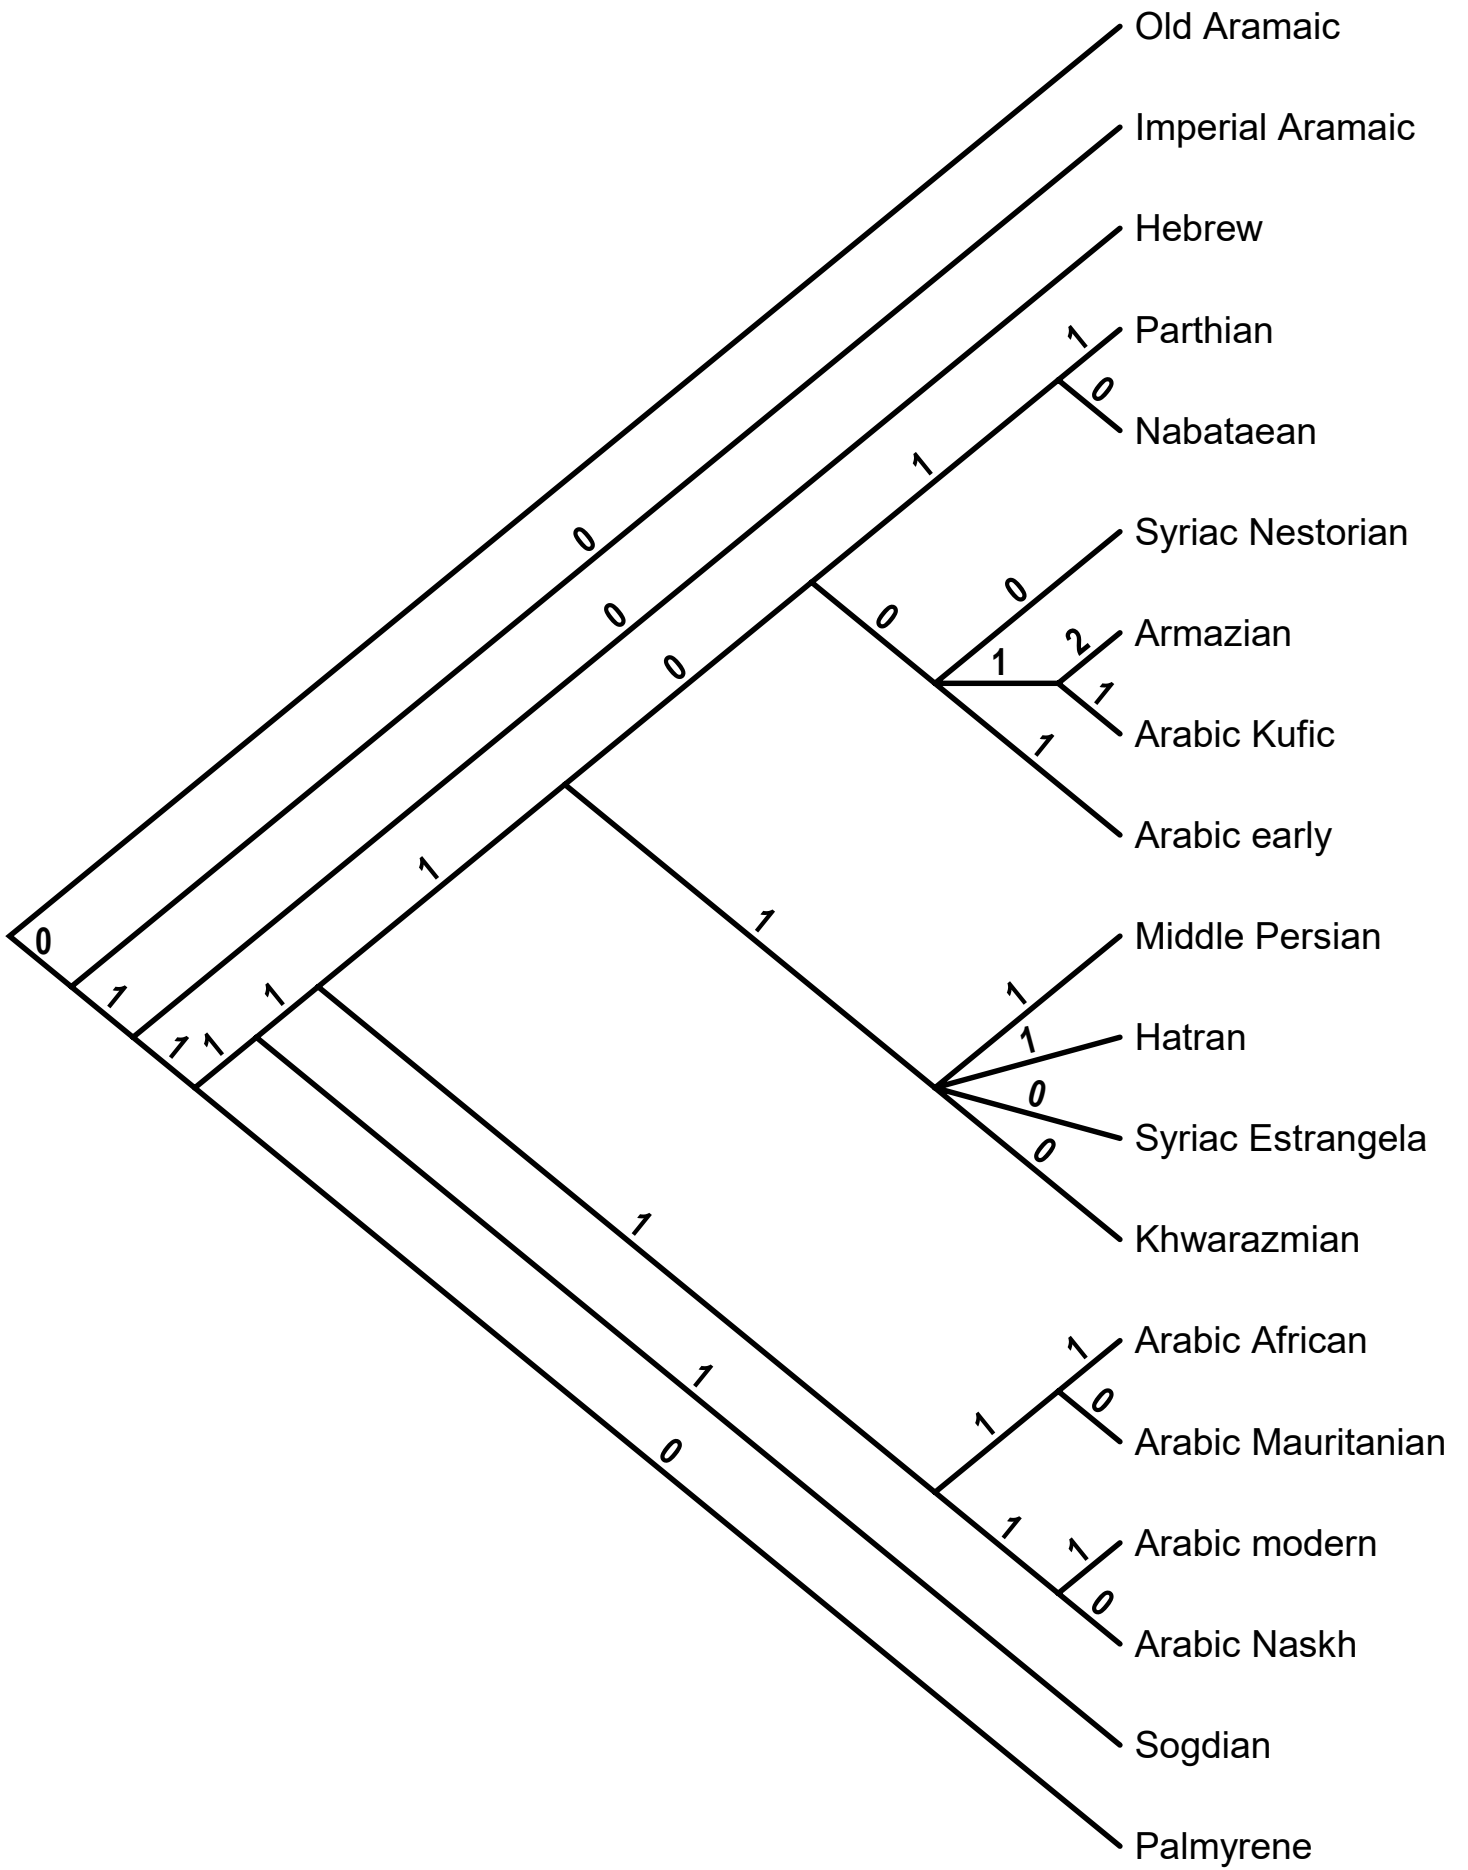 Old Aramaic
Imperial Aramaic
Hebrew
1 Parthian
0
Nabataean
1
Syriac Nestorian
0
0
0
0
2 Armazian
1
0
1
Arabic Kufic
1
Arabic early
1
1
Middle Persian
0
1
1
1
Hatran
1 1
0
Syriac Estrangela
0
Khwarazmian
1
Arabic African
1
1
0
1
Arabic Mauritanian
0
1
Arabic modern
1
0
Arabic Naskh
Sogdian
Palmyrene